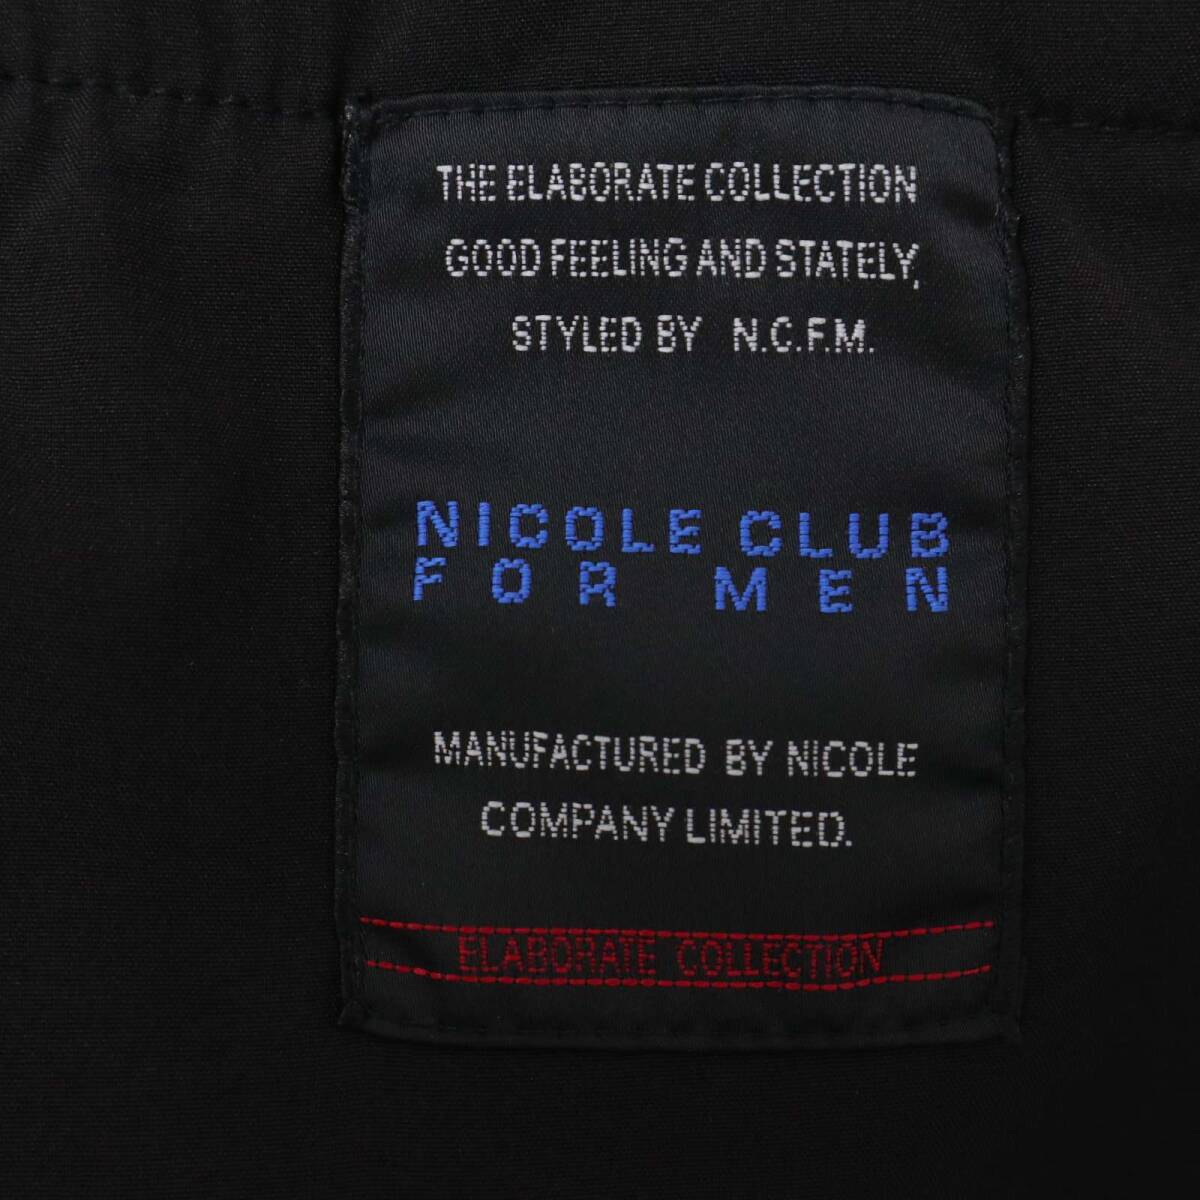 THE ELABORATE COLLECTION
GOOD FEELING AND STATELY,
STYLED BY N.C.F.M.
NICOLE CLUB
FOR MEN
MANUFACTURED BY NICOLE
COMPANY LIMITED.
ELABORATE COLLECTION